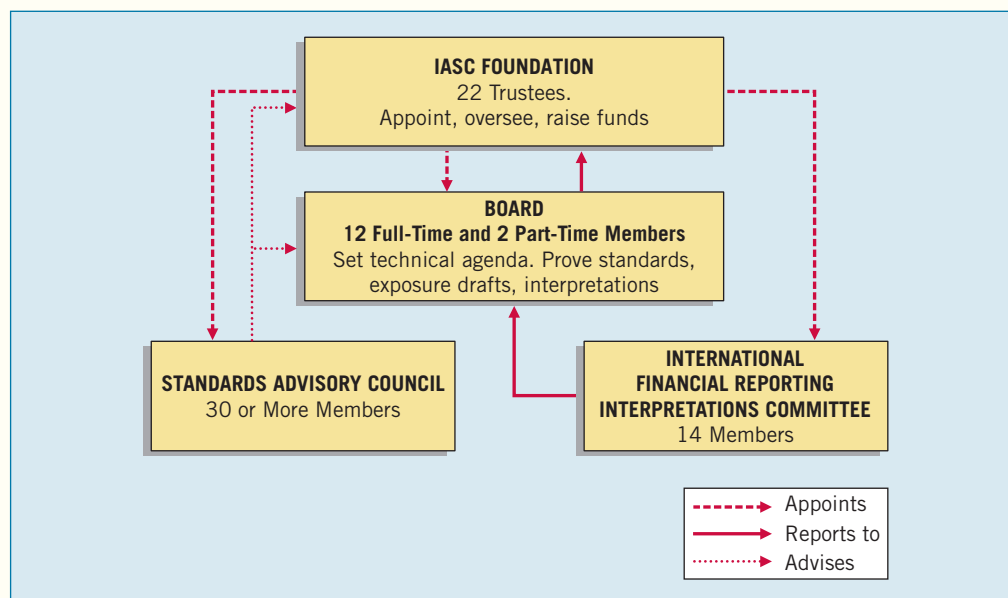 IASC FOUNDATION
22 Trustees.
Appoint, oversee, raise funds
BOARD
12 Full-Time and 2 Part-Time Members
Set technical agenda. Prove standards,
exposure drafts, interpretations
STANDARDS ADVISORY COUNCIL
30 or More Members
INTERNATIONAL
FINANCIAL REPORTING
INTERPRETATIONS COMMITTEE
14 Members
Appoints
Reports to
Advises